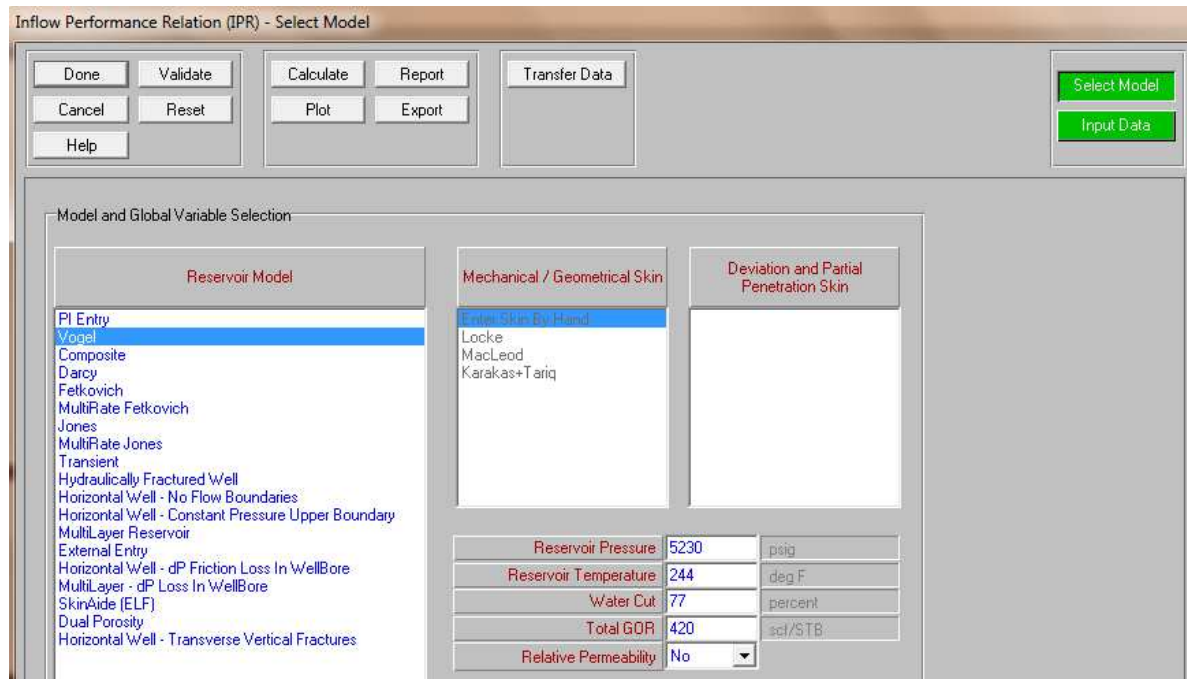 Inflow Performance Relation (IPR) - Select Model
Done Validate Calculate Report Transfer Data Select Model
Cancel Reset Plot Export Input Data
Help
Model and Global Variable Selection
Reservoir Model
Mechanical / Geometrical Skin
Deviation and Partial
Penetration Skin
PI Entry
Vogel
Composite
Darcy
Fetkovich
MultiRate Fetkovich
Jones
MultiRate Jones
Transient
Hydraulically Fractured Well
Horizontal Well - No Flow Boundaries
Horizontal Well - Constant Pressure Upper Boundary
MultiLayer Reservoir
External Entry
Horizontal Well - dP Friction Loss In WellBore
MultiLayer - dP Loss In WellBore
SkinAide (ELF)
Dual Porosity
Horizontal Well - Transverse Vertical Fractures
Enter Skin By Hand
Locke
MacLeod
Karakas+Tariq
Reservoir Pressure 5230 psig
Reservoir Temperature 244 deg F
Water Cut 77 percent
Total GOR 420 scf/STB
Relative Permeability No